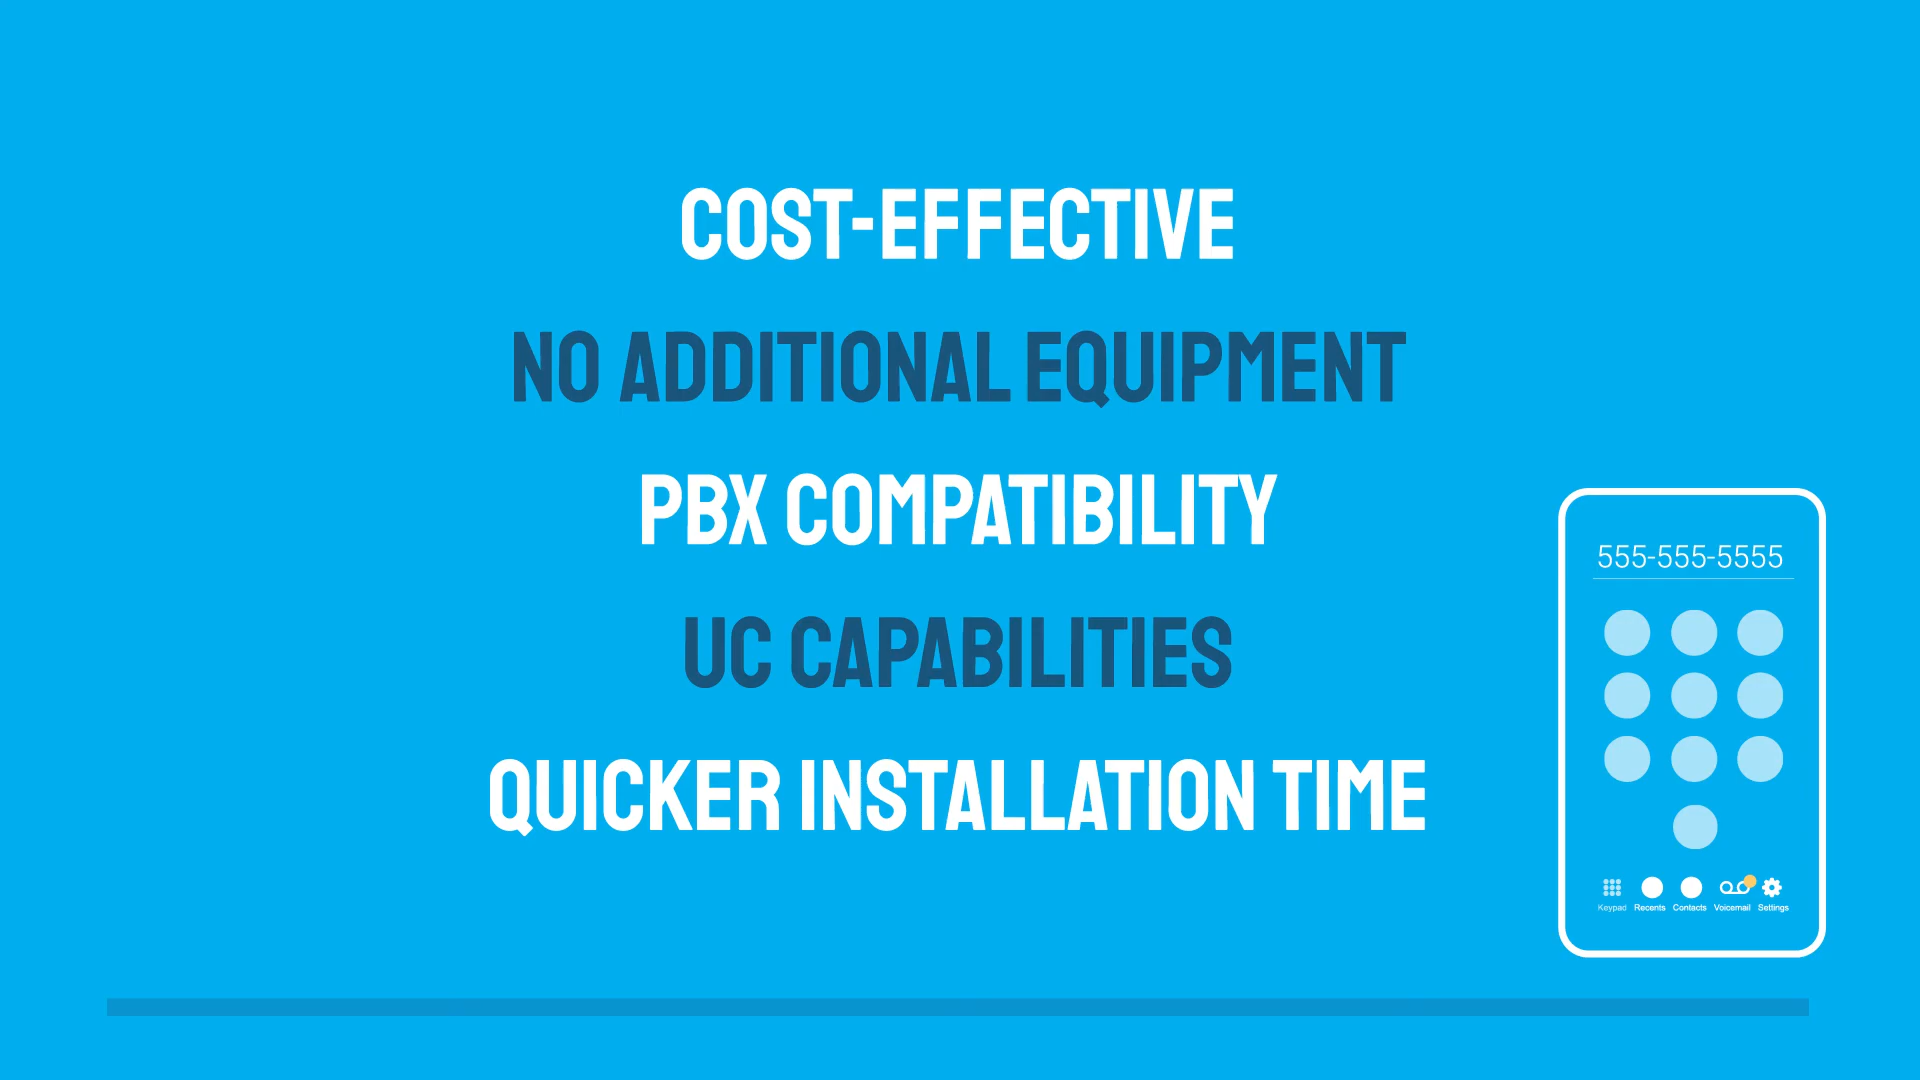 COST-EFFECTIVE
NO ADDITIONAL EQUIPMENT
PBX COMPATIBILITY
UC CAPABILITIES
QUICKER INSTALLATION TIME
555-555-5555
Keypad Recents Contacts Voicemail Settings